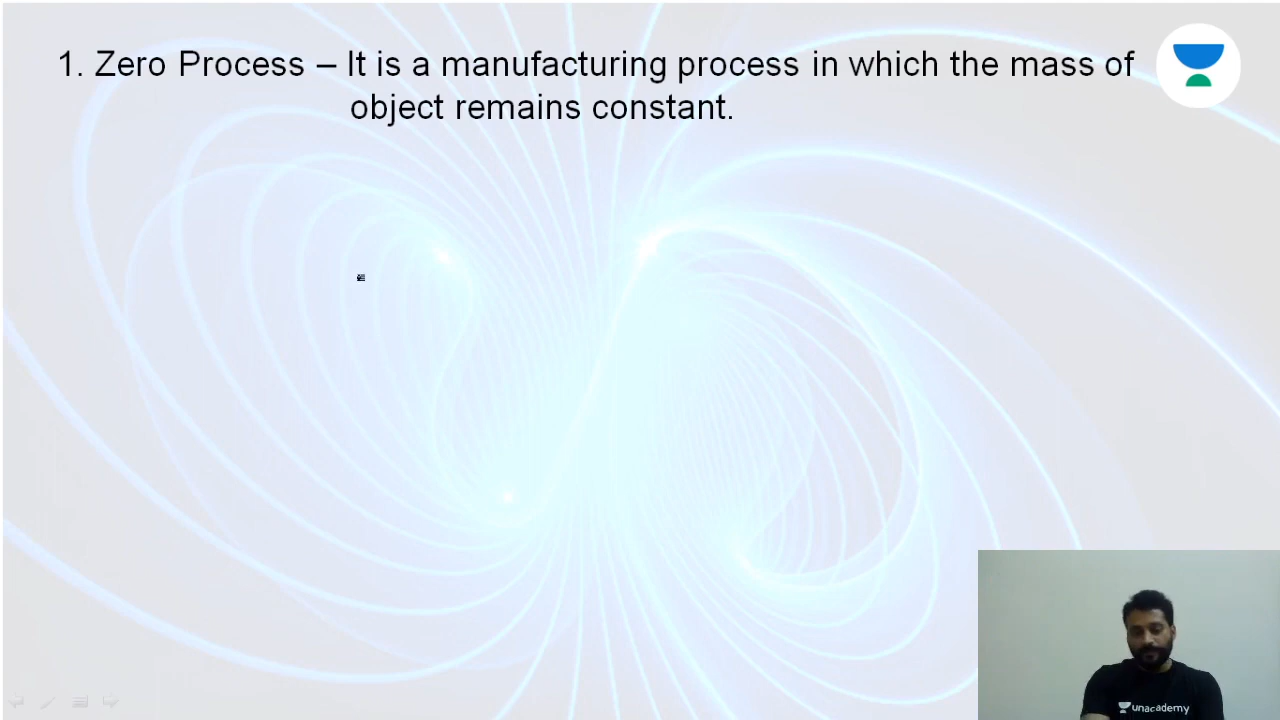 1. Zero Process – It is a manufacturing process in which the mass of
object remains constant.
unacademy